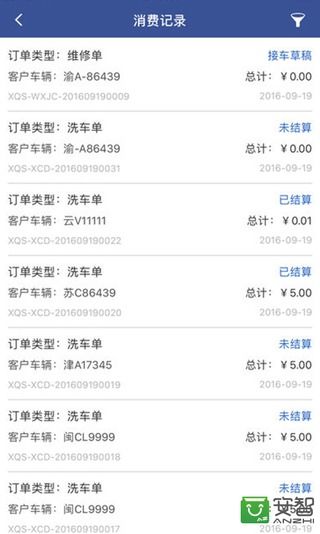 消费记录
订单类型：维修单 接车草稿
客户车辆：渝A-86439 总计：￥0.00
XQS-WXJC-201609190009 2016-09-19
订单类型：洗车单 未结算
客户车辆：渝-A86439 总计：￥0.00
XQS-XCD-201609190031 2016-09-19
订单类型：洗车单 已结算
客户车辆：云V11111 总计：￥0.01
XQS-XCD-201609190022 2016-09-19
订单类型：洗车单 已结算
客户车辆：苏C86439 总计：￥5.00
XQS-XCD-201609190020 2016-09-19
订单类型：洗车单 未结算
客户车辆：津A17345 总计：￥5.00
XQS-XCD-201609190019 2016-09-19
订单类型：洗车单 未结算
客户车辆：闽CL9999 总计：￥5.00
XQS-XCD-201609190018 2016-09-19
订单类型：洗车单 未结算
客户车辆：闽CL9999
XQS-XCD-201609190017
安智
ANZHI